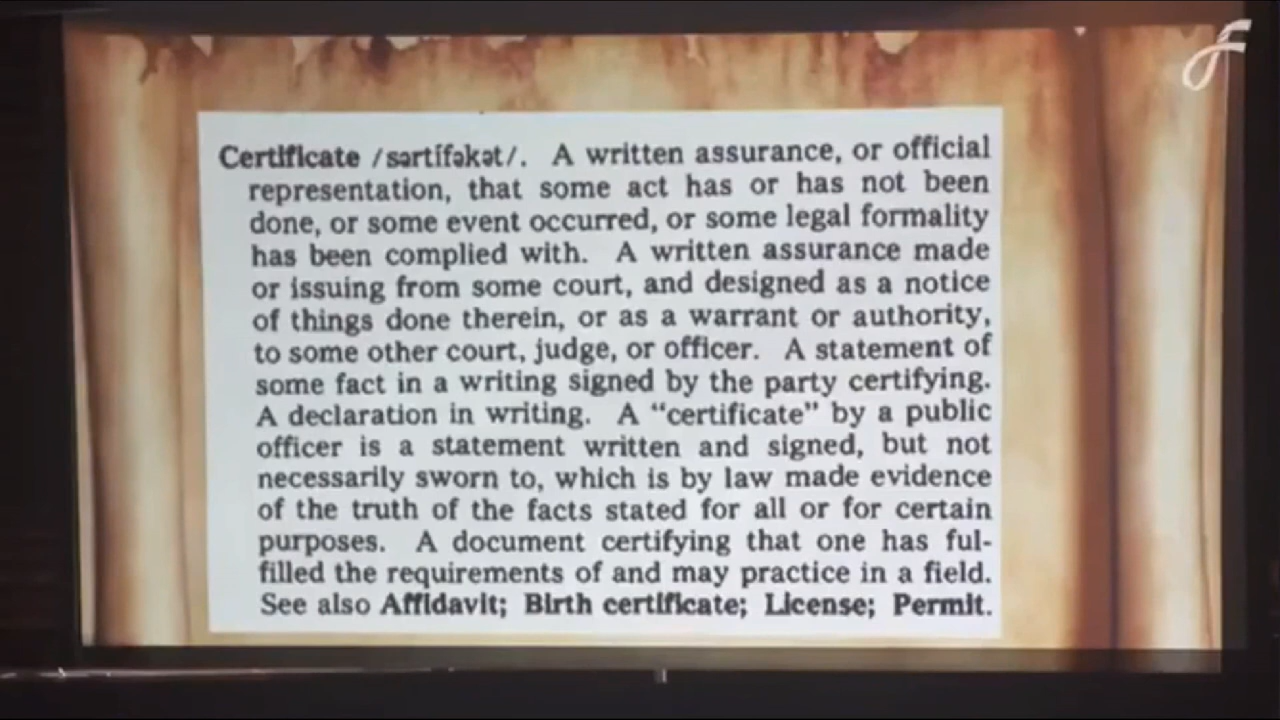 Certificate /sərtífəkət/. A written assurance, or official
representation, that some act has or has not been
done, or some event occurred, or some legal formality
has been complied with. A written assurance made
or issuing from some court, and designed as a notice
of things done therein, or as a warrant or authority,
to some other court, judge, or officer. A statement of
some fact in a writing signed by the party certifying.
A declaration in writing. A “certificate” by a public
officer is a statement written and signed, but not
necessarily sworn to, which is by law made evidence
of the truth of the facts stated for all or for certain
purposes. A document certifying that one has ful-
filled the requirements of and may practice in a field.
See also Affidavit; Birth certificate; License; Permit.